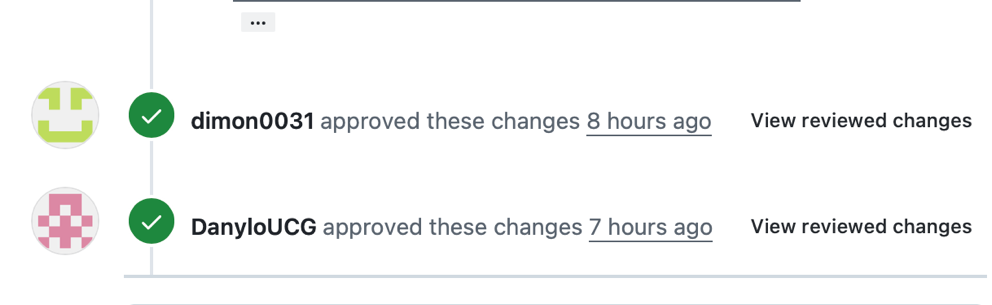 ...
dimon0031 approved these changes 8 hours ago View reviewed changes
DanyloUCG approved these changes 7 hours ago View reviewed changes